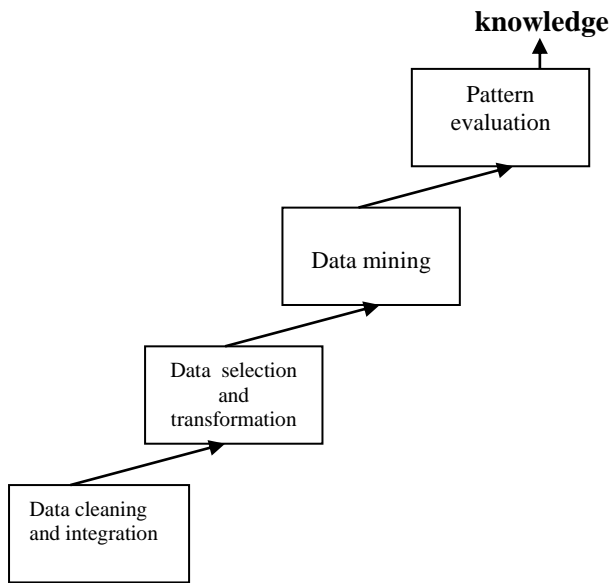 knowledge
Pattern
evaluation
Data mining
Data selection
and
transformation
Data cleaning
and integration